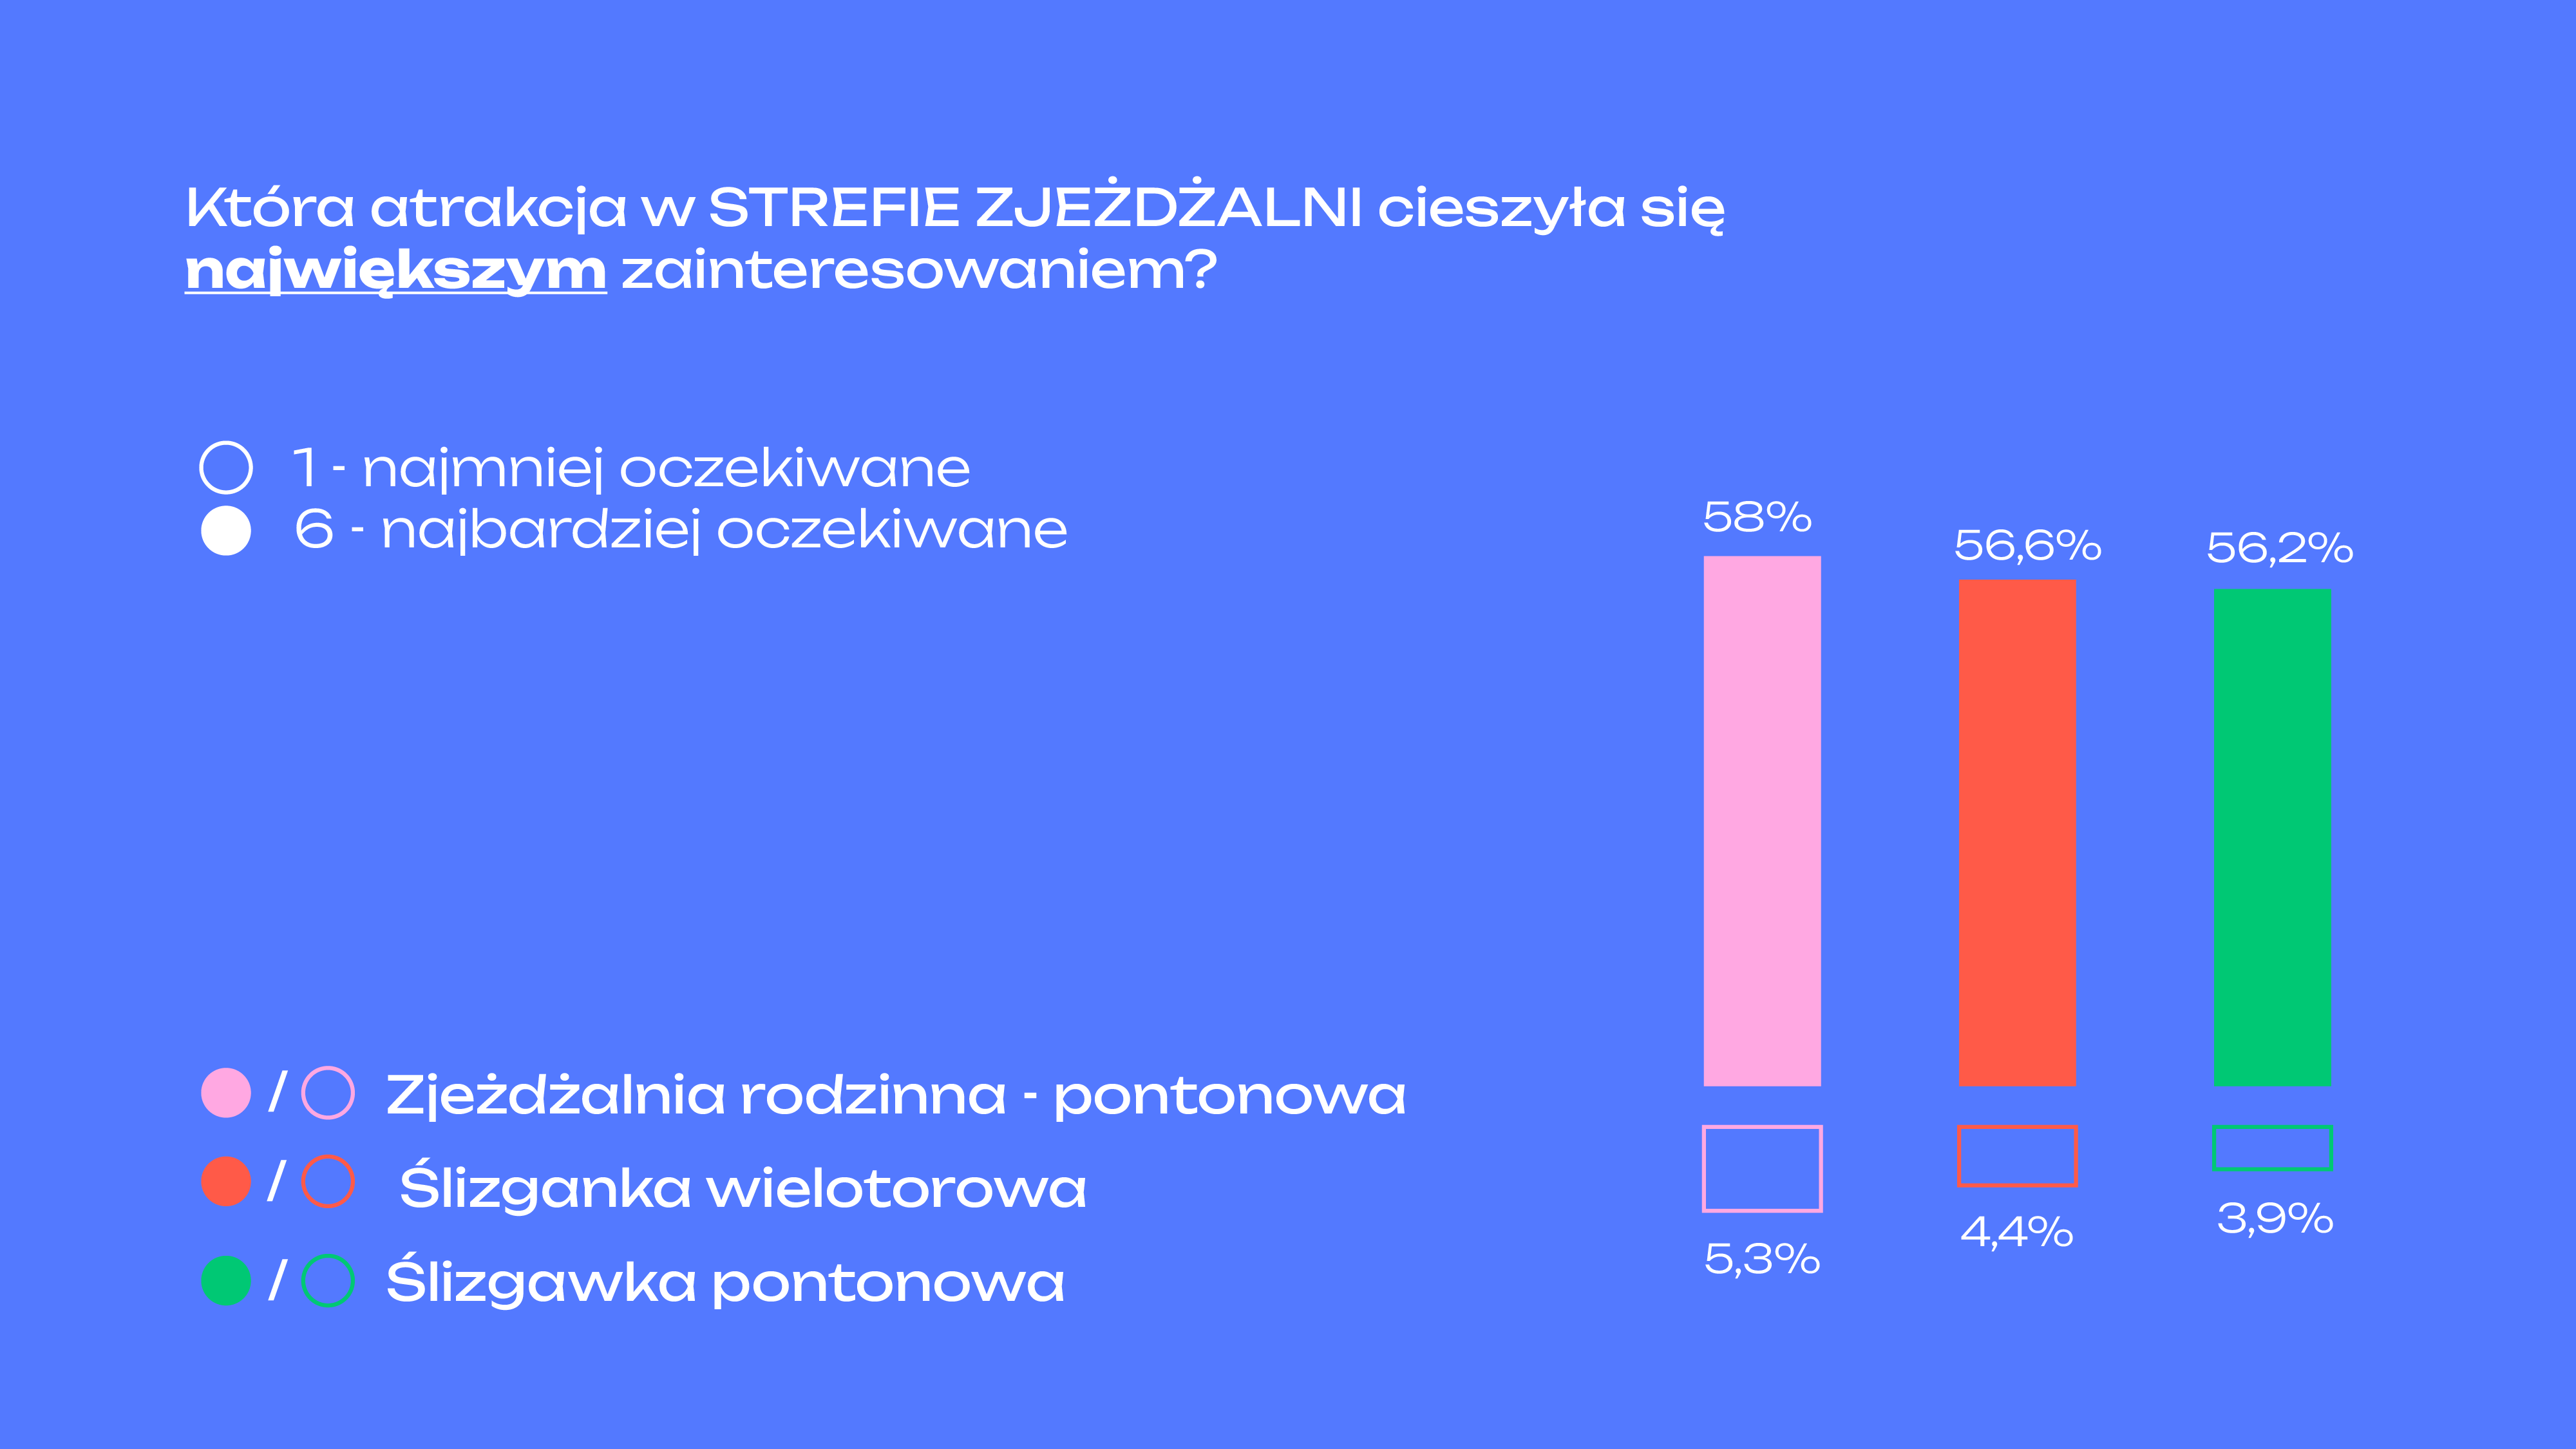 Która atrakcja w STREFIE ZJEŻDŻALNI cieszyła się
największym zainteresowaniem?
1 - najmniej oczekiwane
6 - najbardziej oczekiwane
58%
56,6%
56,2%
/ Zjeżdżalnia rodzinna - pontonowa
/ Ślizganka wielotorowa
/ Ślizgawka pontonowa
5,3%
4,4%
3,9%